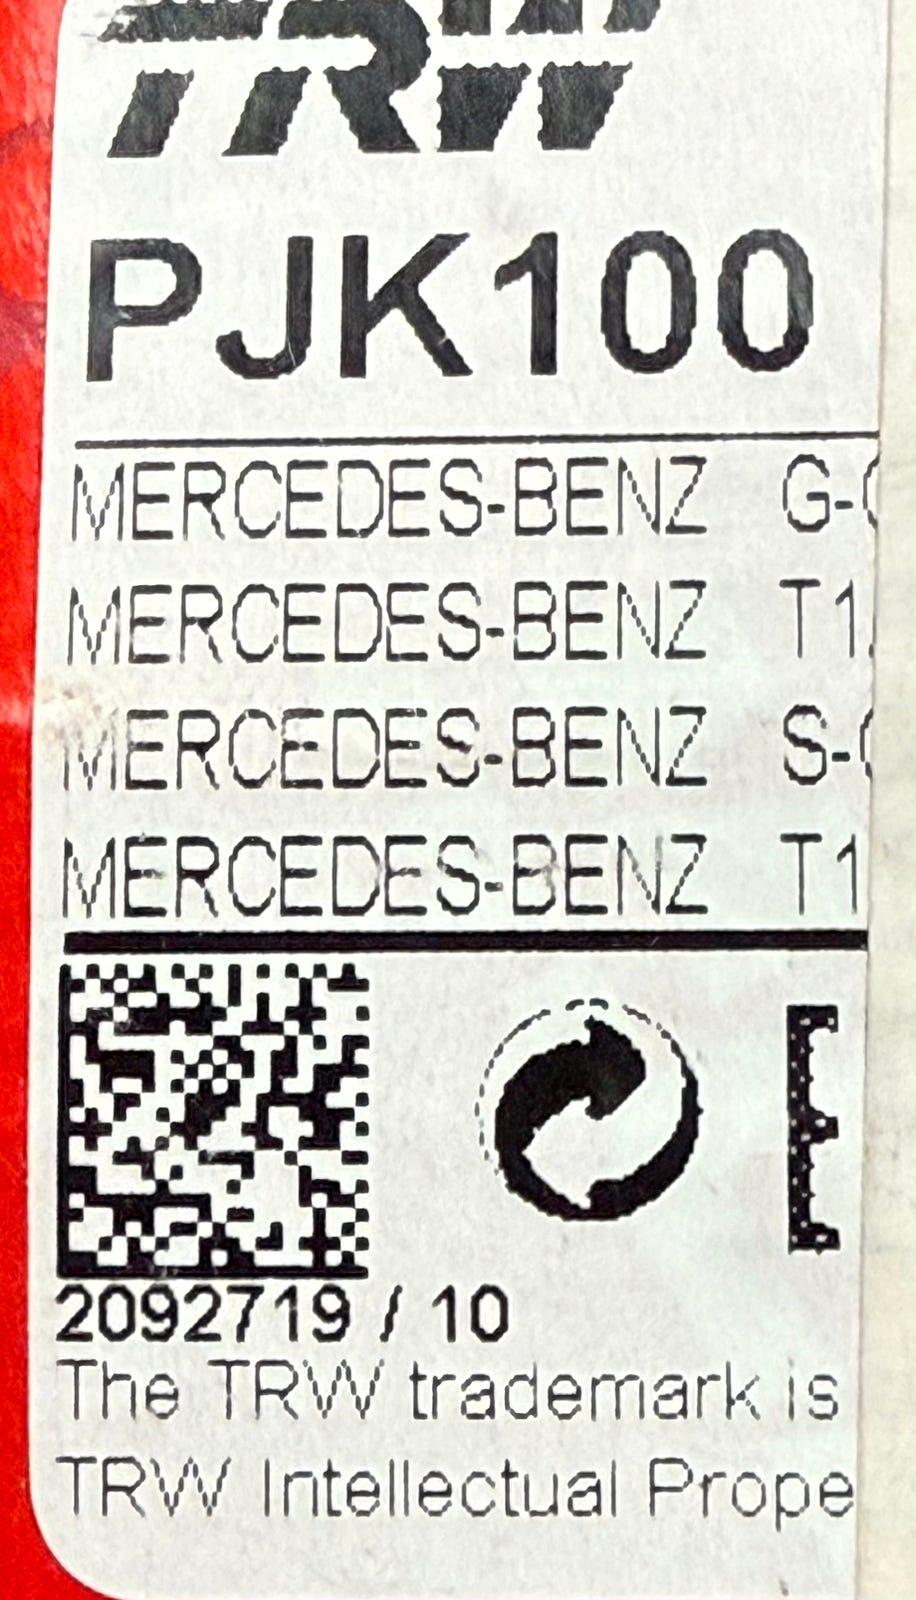 TRW
PJK100
MERCEDES-BENZ G-
MERCEDES-BENZ T1
MERCEDES-BENZ S-
MERCEDES-BENZ T1
2092719 / 10
The TRW trademark is
TRW Intellectual Prope